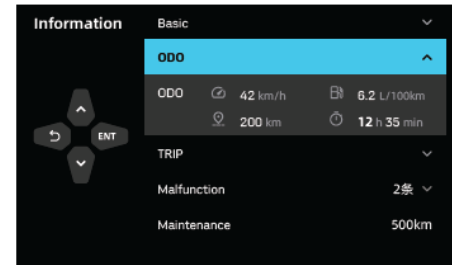 Information
Basic
ODO
ODO 42 km/h 6.2 L/100km
200 km 12 h 35 min
ENT
TRIP
Malfunction 2条
Maintenance 500km